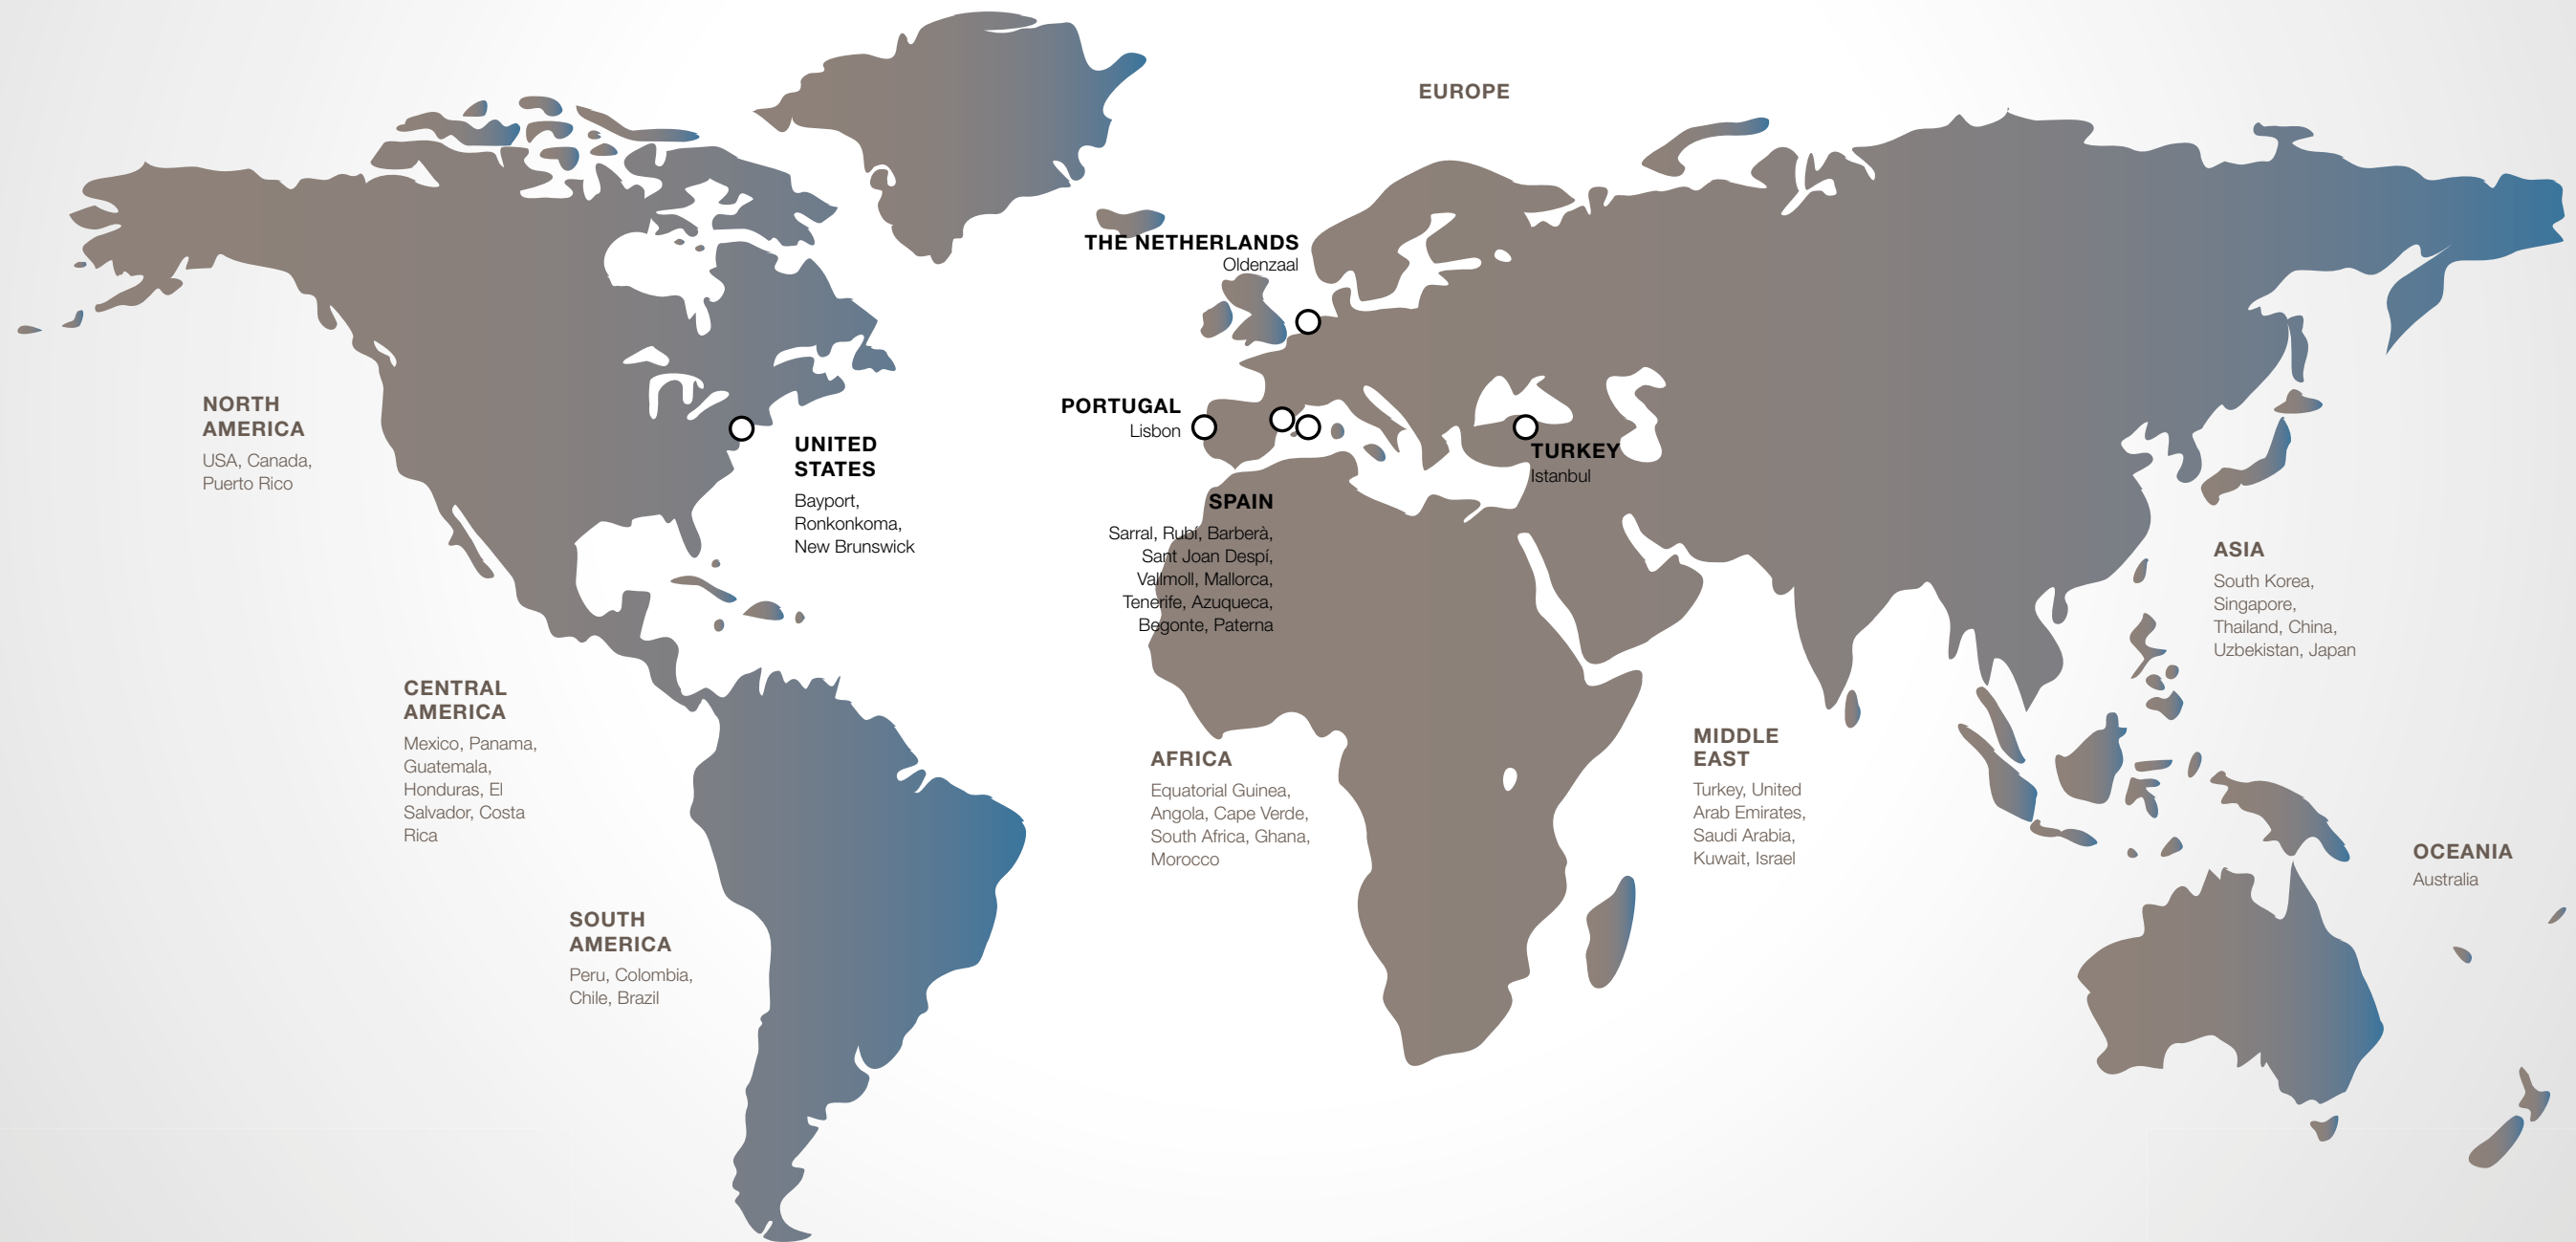 EUROPE
THE NETHERLANDS
Oldenzaal
NORTH
AMERICA
USA, Canada,
Puerto Rico
UNITED
STATES
Bayport,
Ronkonkoma,
New Brunswick
PORTUGAL
Lisbon
TURKEY
Istanbul
SPAIN
Sarral, Rubí, Barberà,
Sant Joan Despí,
Vallmoll, Mallorca,
Tenerife, Azuqueca,
Begonte, Paterna
ASIA
South Korea,
Singapore,
Thailand, China,
Uzbekistan, Japan
CENTRAL
AMERICA
Mexico, Panama,
Guatemala,
Honduras, El
Salvador, Costa
Rica
AFRICA
Equatorial Guinea,
Angola, Cape Verde,
South Africa, Ghana,
Morocco
MIDDLE
EAST
Turkey, United
Arab Emirates,
Saudi Arabia,
Kuwait, Israel
OCEANIA
Australia
SOUTH
AMERICA
Peru, Colombia,
Chile, Brazil